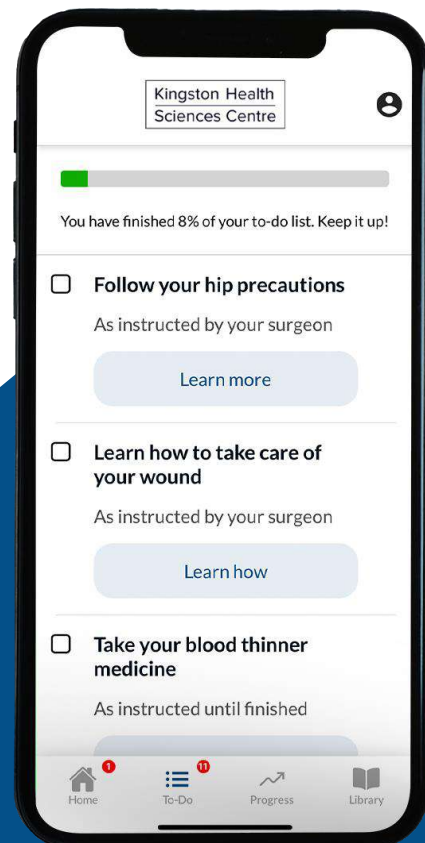 Kingston Health
Sciences Centre
You have finished 8% of your to-do list. Keep it up!
Follow your hip precautions
As instructed by your surgeon
Learn more
Learn how to take care of
your wound
As instructed by your surgeon
Learn how
Take your blood thinner
medicine
As instructed until finished
1
11
Home
To-Do
Progress
Library